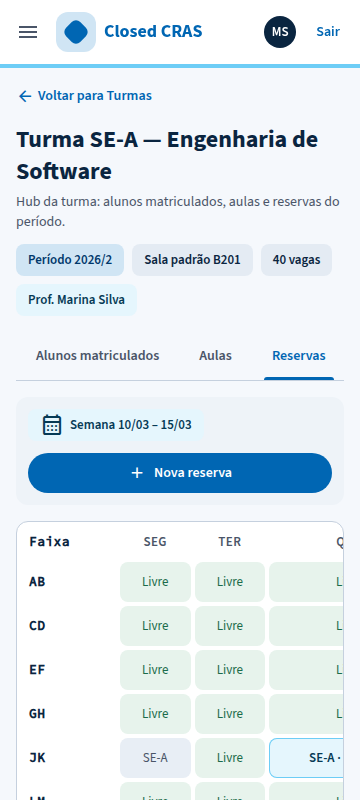 Closed CRAS
MS
Sair
Voltar para Turmas
Turma SE-A — Engenharia de
Software
Hub da turma: alunos matriculados, aulas e reservas do
período.
Período 2026/2
Sala padrão B201
40 vagas
Prof. Marina Silva
Alunos matriculados
Aulas
Reservas
Semana 10/03 – 15/03
Nova reserva
Faixa SEG TER Q
AB Livre Livre L
CD Livre Livre L
EF Livre Livre L
GH Livre Livre L
JK SE-A Livre SE-A ·
LM Livre Livre L